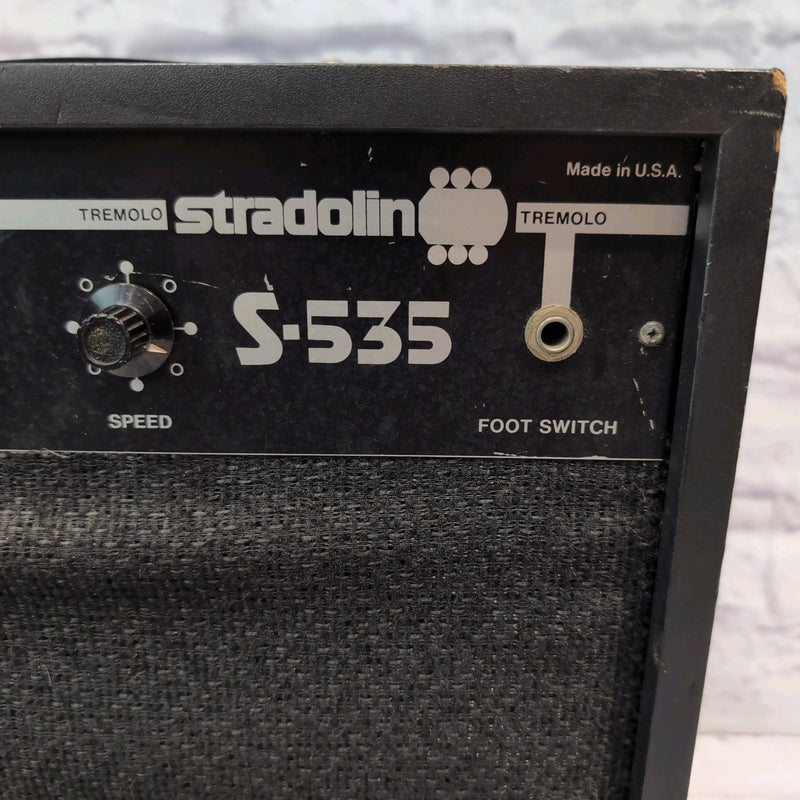 Made in U.S.A.
TREMOLO stradolin TREMOLO
S-535
SPEED
FOOT SWITCH